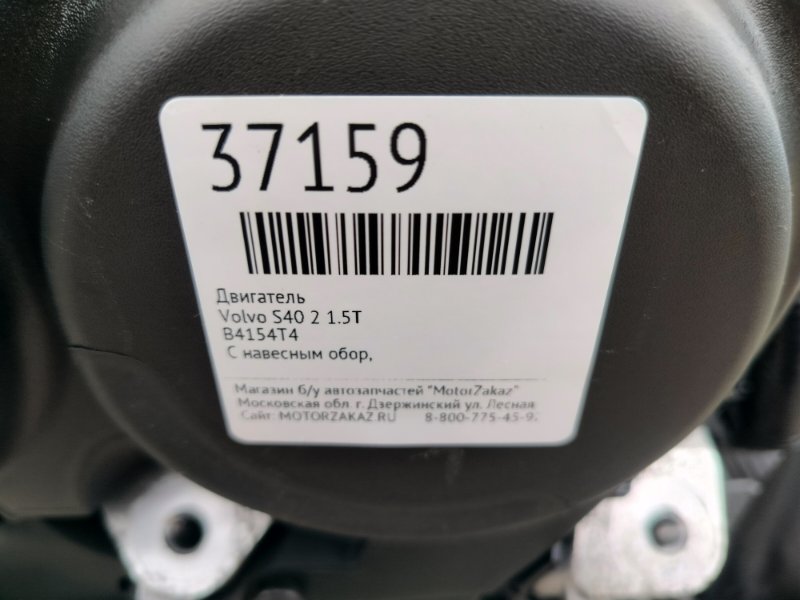 37159
Двигатель
Volvo S40 2 1.5T
B4154T4
С навесным обор,
Магазин б/у автозапчастей "MotorZakaz"
Московская обл. г. Дзержинский ул. Лесная
Сайт: MOTORZAKAZ.RU 8-800-775-45-9